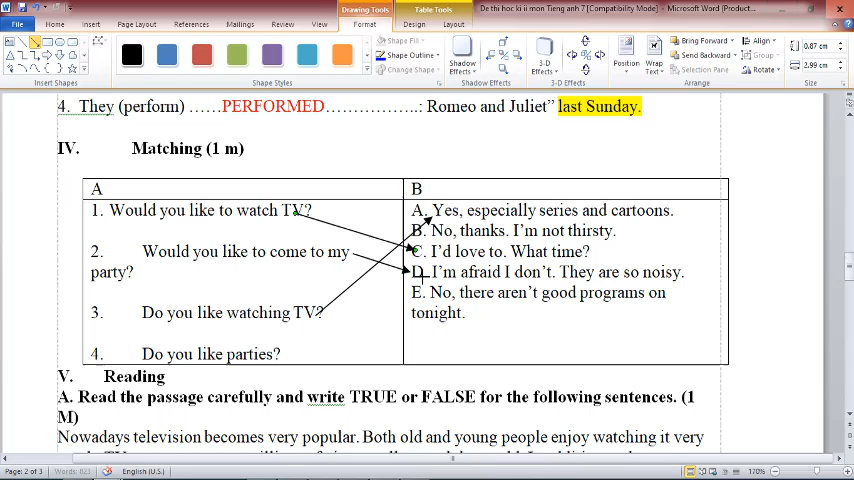 Drawing Tools Table Tools De thi hoc ki ii mon Tieng anh 7 [Compatibility Mode] - Microsoft Word (Product...
File Home Insert Page Layout References Mailings Review View Format Design Layout
Shape Fill
Shape Outline
Change Shape
Shadow Effects
3-D Effects
Position
Wrap Text
Bring Forward
Send Backward
Selection Pane
Align
Group
Rotate
0.87 cm
2.99 cm
Insert Shapes Shape Styles Shadow Effects 3-D Effects Arrange Size
4. They (perform) ……PERFORMED……………..: Romeo and Juliet” last Sunday.
IV. Matching (1 m)
A
1. Would you like to watch TV?
2. Would you like to come to my
party?
3. Do you like watching TV?
4. Do you like parties?
B
A. Yes, especially series and cartoons.
B. No, thanks. I’m not thirsty.
C. I’d love to. What time?
D. I’m afraid I don’t. They are so noisy.
E. No, there aren’t good programs on
tonight.
V. Reading
A. Read the passage carefully and write TRUE or FALSE for the following sentences. (1
M)
Nowadays television becomes very popular. Both old and young people enjoy watching it very
Page: 2 of 3 Words: 823 English (U.S.) 170%